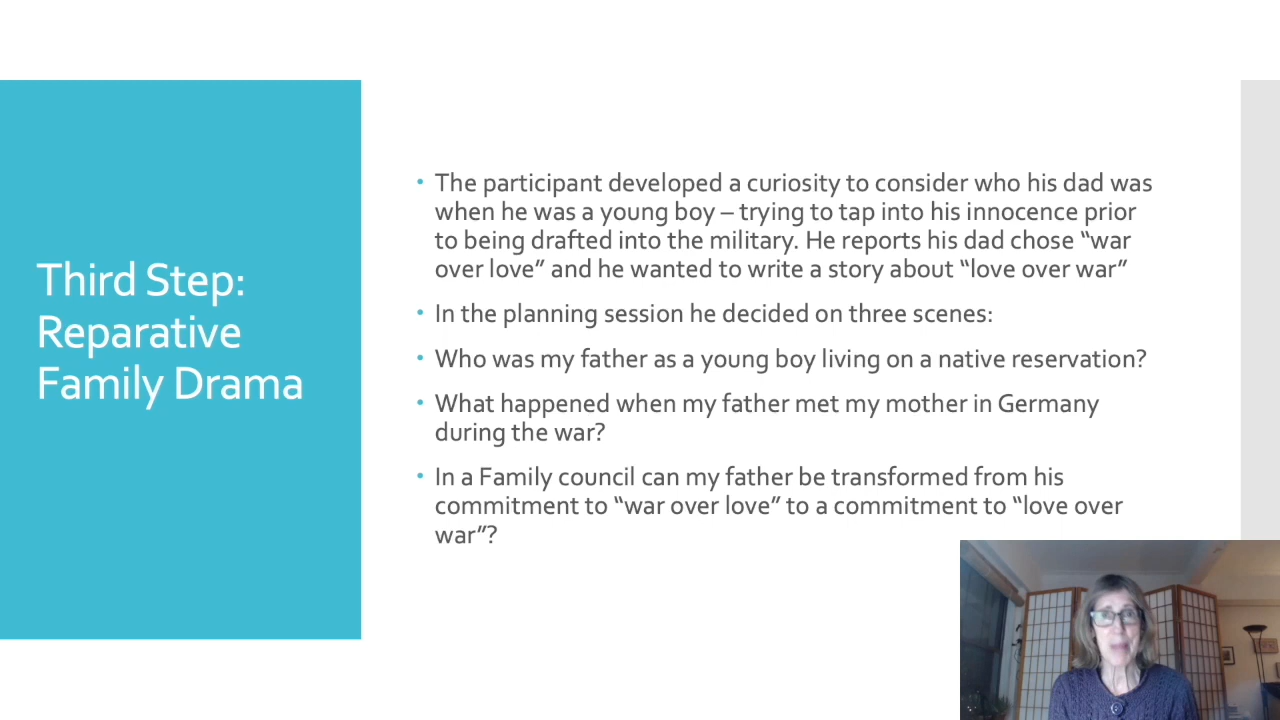 Third Step:
Reparative
Family Drama
• The participant developed a curiosity to consider who his dad was
when he was a young boy – trying to tap into his innocence prior
to being drafted into the military. He reports his dad chose “war
over love” and he wanted to write a story about “love over war”
• In the planning session he decided on three scenes:
• Who was my father as a young boy living on a native reservation?
• What happened when my father met my mother in Germany
during the war?
• In a Family council can my father be transformed from his
commitment to “war over love” to a commitment to “love over
war”?